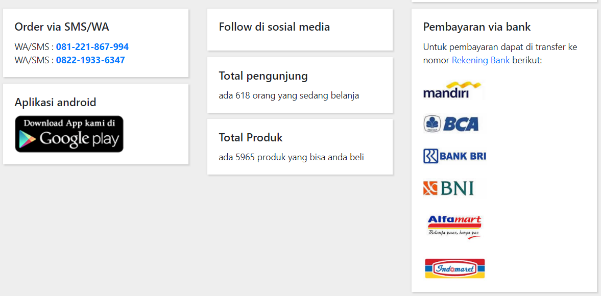 Order via SMS/WA
WA/SMS : 081-221-867-994
WA/SMS : 0822-1933-6347
Aplikasi android
Download App kami di
Google play
Follow di sosial media
Total pengunjung
ada 618 orang yang sedang belanja
Total Produk
ada 5965 produk yang bisa anda beli
Pembayaran via bank
Untuk pembayaran dapat di transfer ke
nomor Rekening Bank berikut:
mandiri
BCA
BANK BRI
BNI
Alfamart
Indomaret